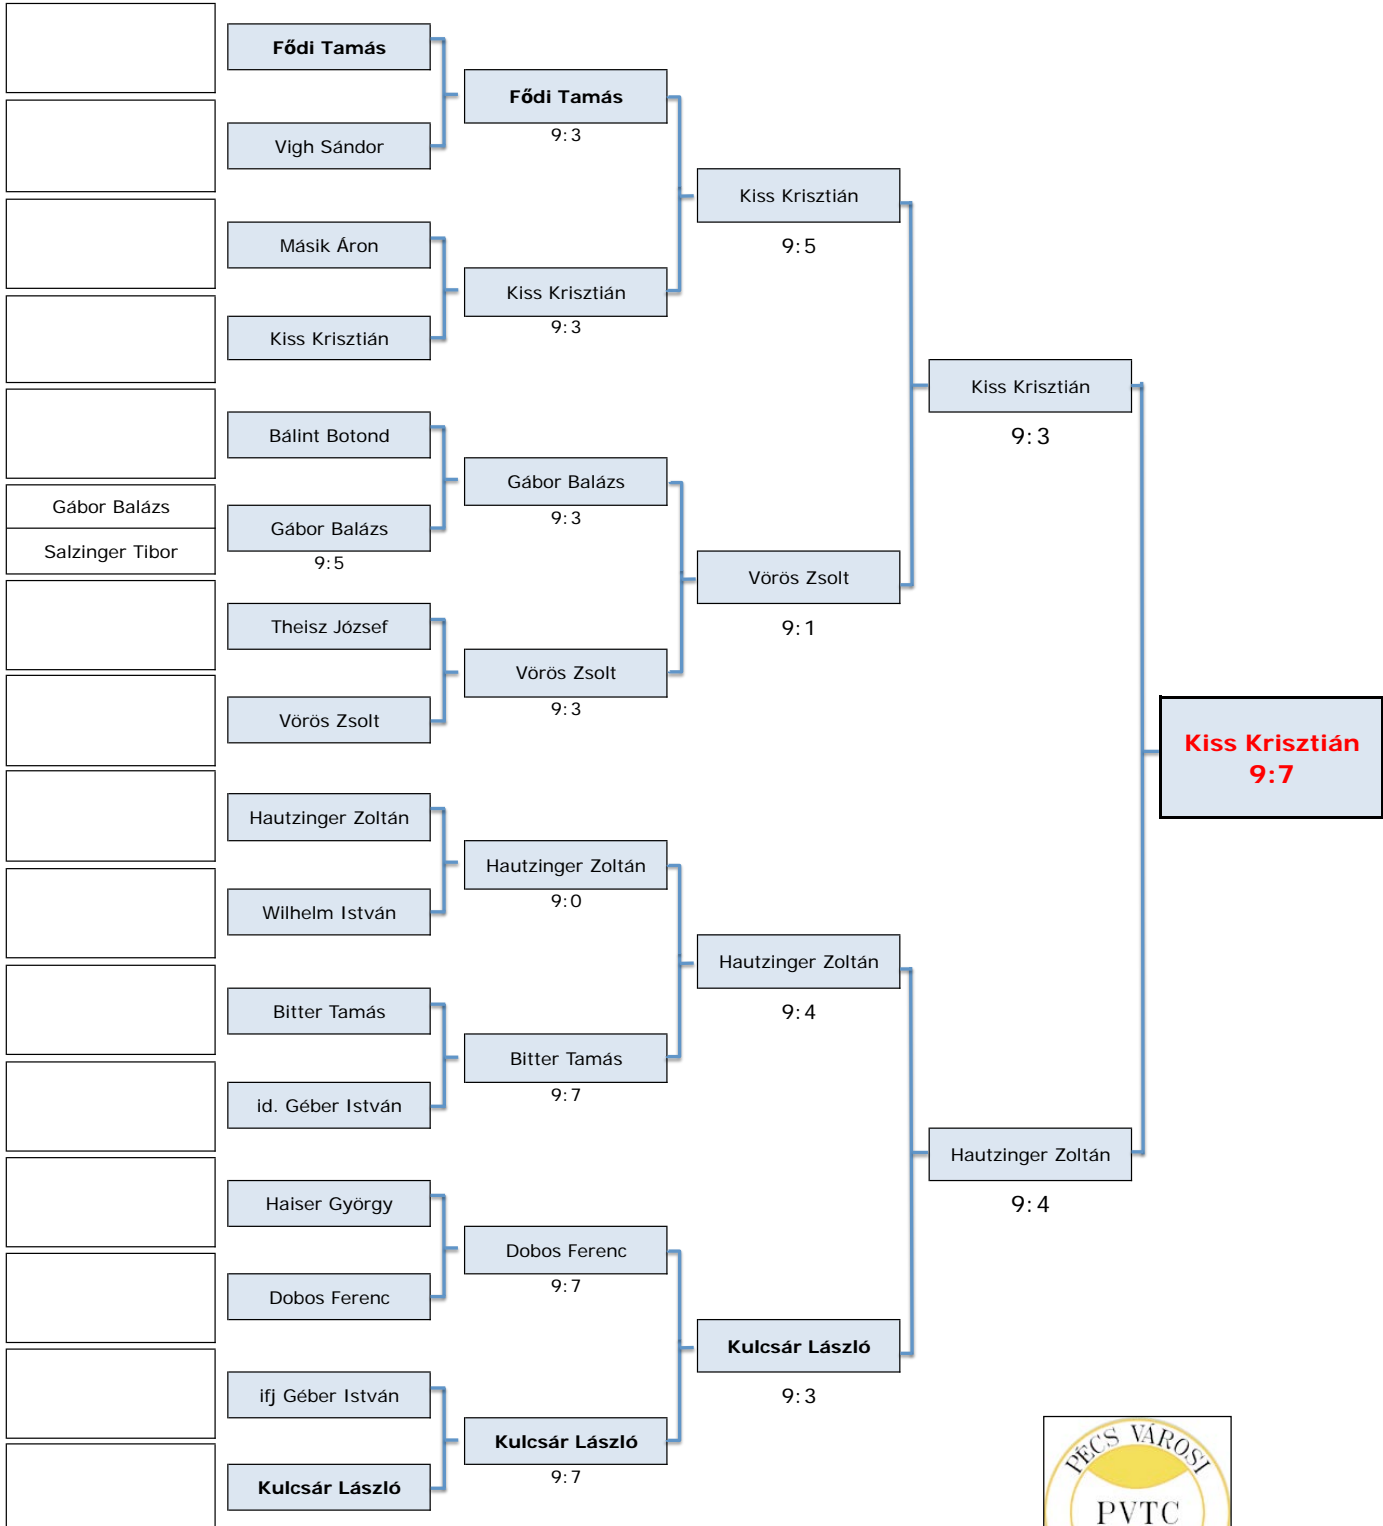 Gábor Balázs
Salzinger Tibor
Fődi Tamás
Vigh Sándor
Másik Áron
Kiss Krisztián
Bálint Botond
Gábor Balázs
9:5
Theisz József
Vörös Zsolt
Hautzinger Zoltán
Wilhelm István
Bitter Tamás
id. Géber István
Haiser György
Dobos Ferenc
ifj Géber István
Kulcsár László
Fődi Tamás
9:3
Kiss Krisztián
9:3
Gábor Balázs
9:3
Vörös Zsolt
9:3
Hautzinger Zoltán
9:0
Bitter Tamás
9:7
Dobos Ferenc
9:7
Kulcsár László
9:7
Kiss Krisztián
9:5
Vörös Zsolt
9:1
Hautzinger Zoltán
9:4
Kulcsár László
9:3
Kiss Krisztián
9:3
Hautzinger Zoltán
9:4
Kiss Krisztián
9:7
PÉCS VÁROSI
PVTC